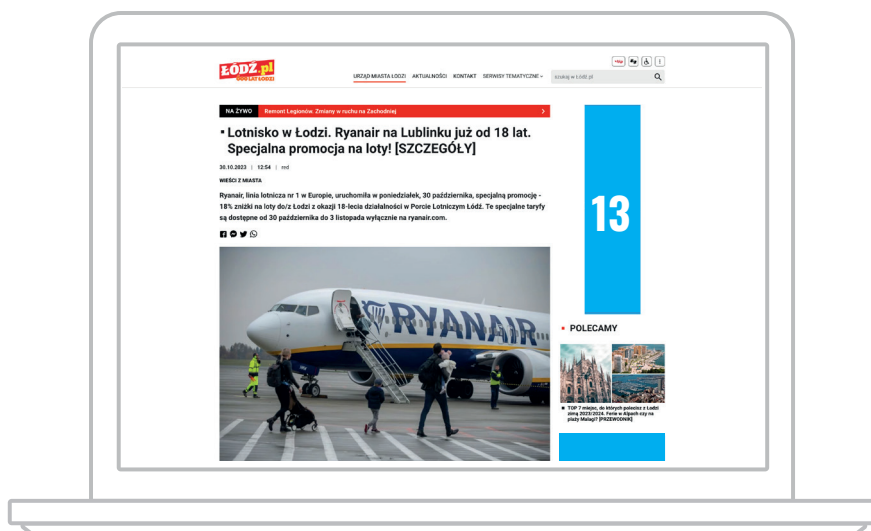 ŁÓDŹ.pl
600 LAT ŁODZI
URZĄD MIASTA ŁODZI AKTUALNOŚCI KONTAKT SERWISY TEMATYCZNE
szukaj w Łódź.pl
NA ŻYWO Remont Legionów. Zmiany w ruchu na Zachodniej
Lotnisko w Łodzi. Ryanair na Lublinku już od 18 lat.
Specjalna promocja na loty! [SZCZEGÓŁY]
30.10.2023 | 12:54 | red
WIEŚCI Z MIASTA
Ryanair, linia lotnicza nr 1 w Europie, uruchomiła w poniedziałek, 30 października, specjalną promocję -
18% zniżki na loty do/z Łodzi z okazji 18-lecia działalności w Porcie Lotniczym Łódź. Te specjalne taryfy
są dostępne od 30 października do 3 listopada wyłącznie na ryanair.com.
RYANAIR
13
POLECAMY
TOP 7 miejsc, do których polecisz z Łodzi
zimą 2023/2024. Ferie w Alpach czy na
plaży Malagi? [PRZEWODNIK]